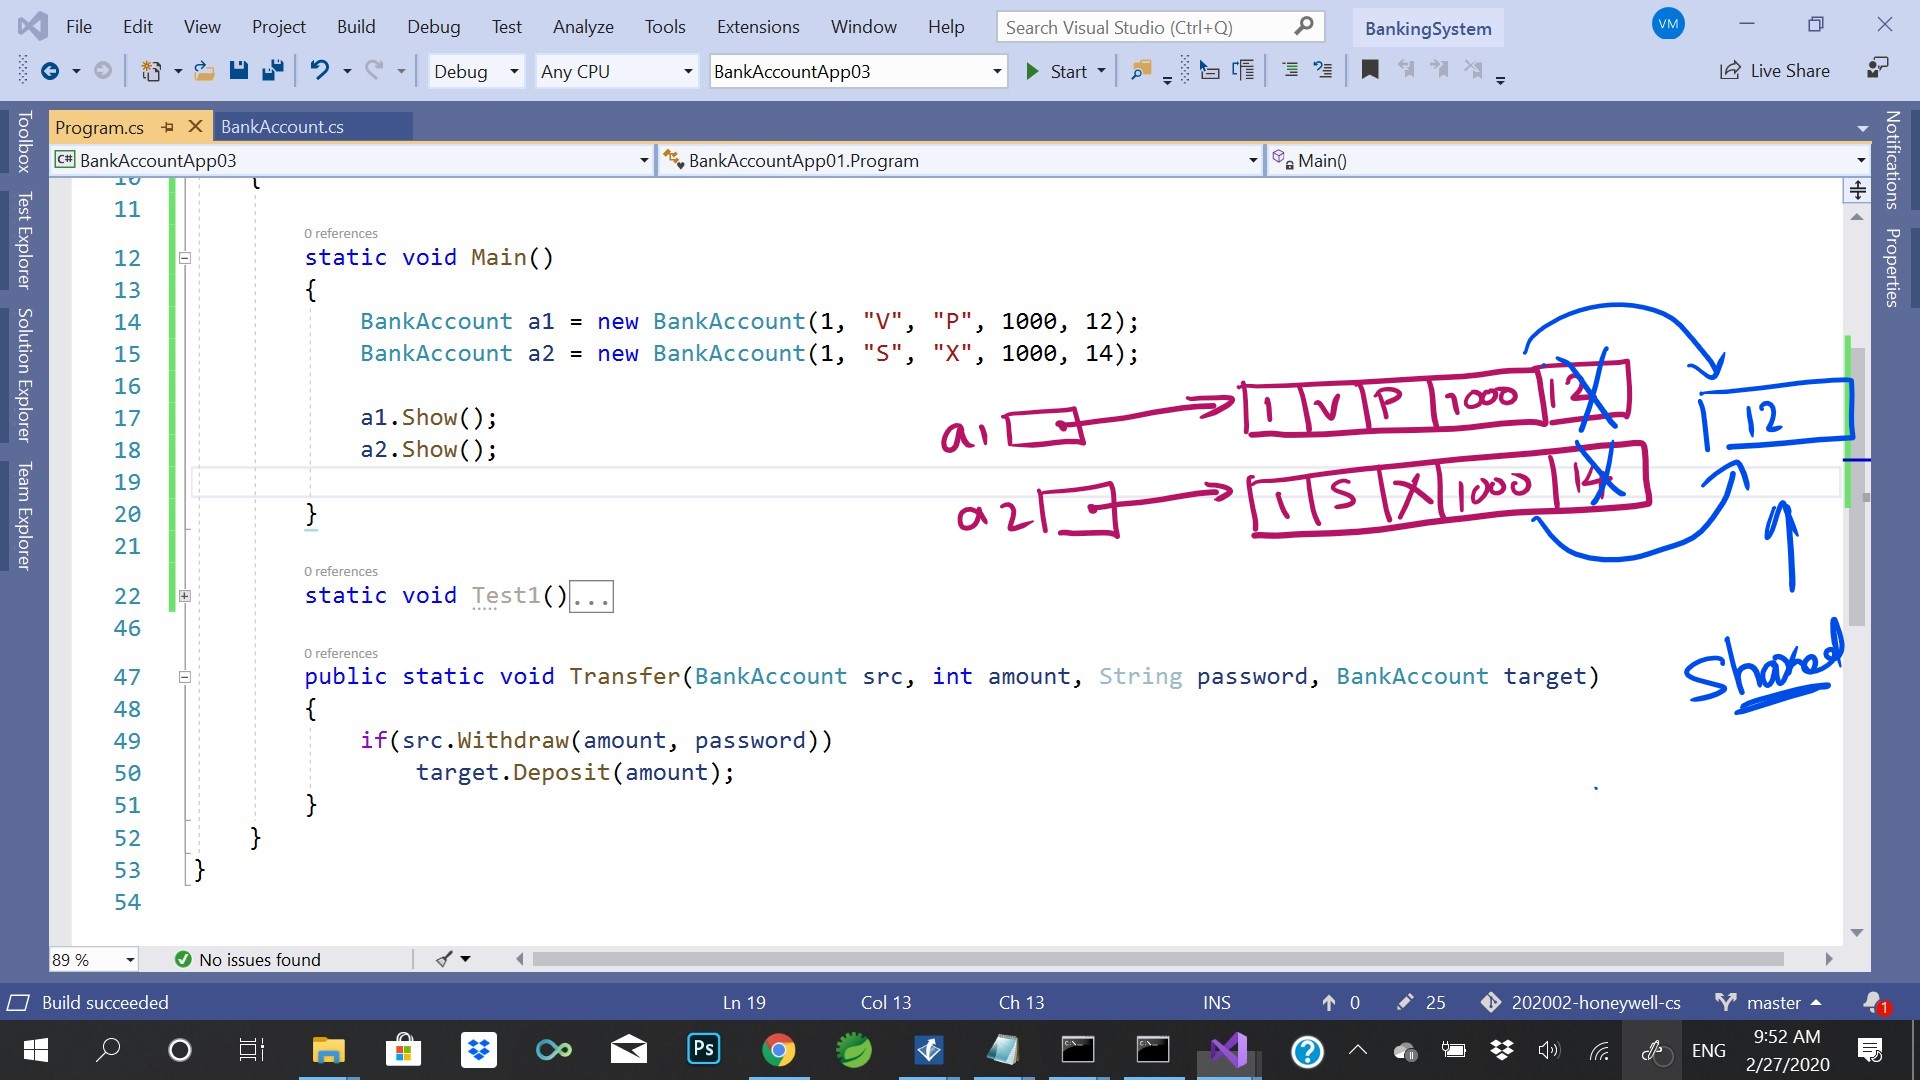 File Edit View Project Build Debug Test Analyze Tools Extensions Window Help Search Visual Studio (Ctrl+Q) BankingSystem VM
Debug Any CPU BankAccountApp03 Start Live Share
Toolbox
Test Explorer
Solution Explorer
Team Explorer
Program.cs BankAccount.cs
C# BankAccountApp03 BankAccountApp01.Program Main()
10 {
11
0 references
12 static void Main()
13 {
14 BankAccount a1 = new BankAccount(1, "V", "P", 1000, 12);
15 BankAccount a2 = new BankAccount(1, "S", "X", 1000, 14);
16
17 a1.Show();
18 a2.Show();
19
20 }
21
0 references
22 static void Test1()...
46
0 references
47 public static void Transfer(BankAccount src, int amount, String password, BankAccount target)
48 {
49 if(src.Withdraw(amount, password))
50 target.Deposit(amount);
51 }
52 }
53 }
54
a1 1 V P 1000 12
12
a2 1 S X 1000 14
shared
Notifications
Properties
89 % No issues found
Build succeeded Ln 19 Col 13 Ch 13 INS 0 25 202002-honeywell-cs master 1
Ps ENG 9:52 AM
2/27/2020